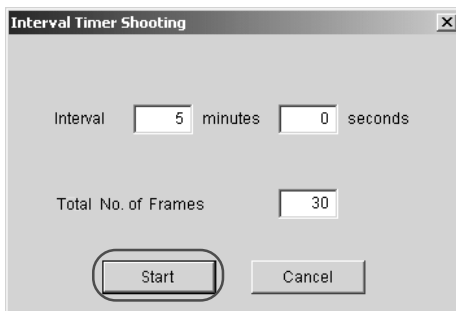 Interval Timer Shooting
Interval 5 minutes 0 seconds
Total No. of Frames 30
Start Cancel